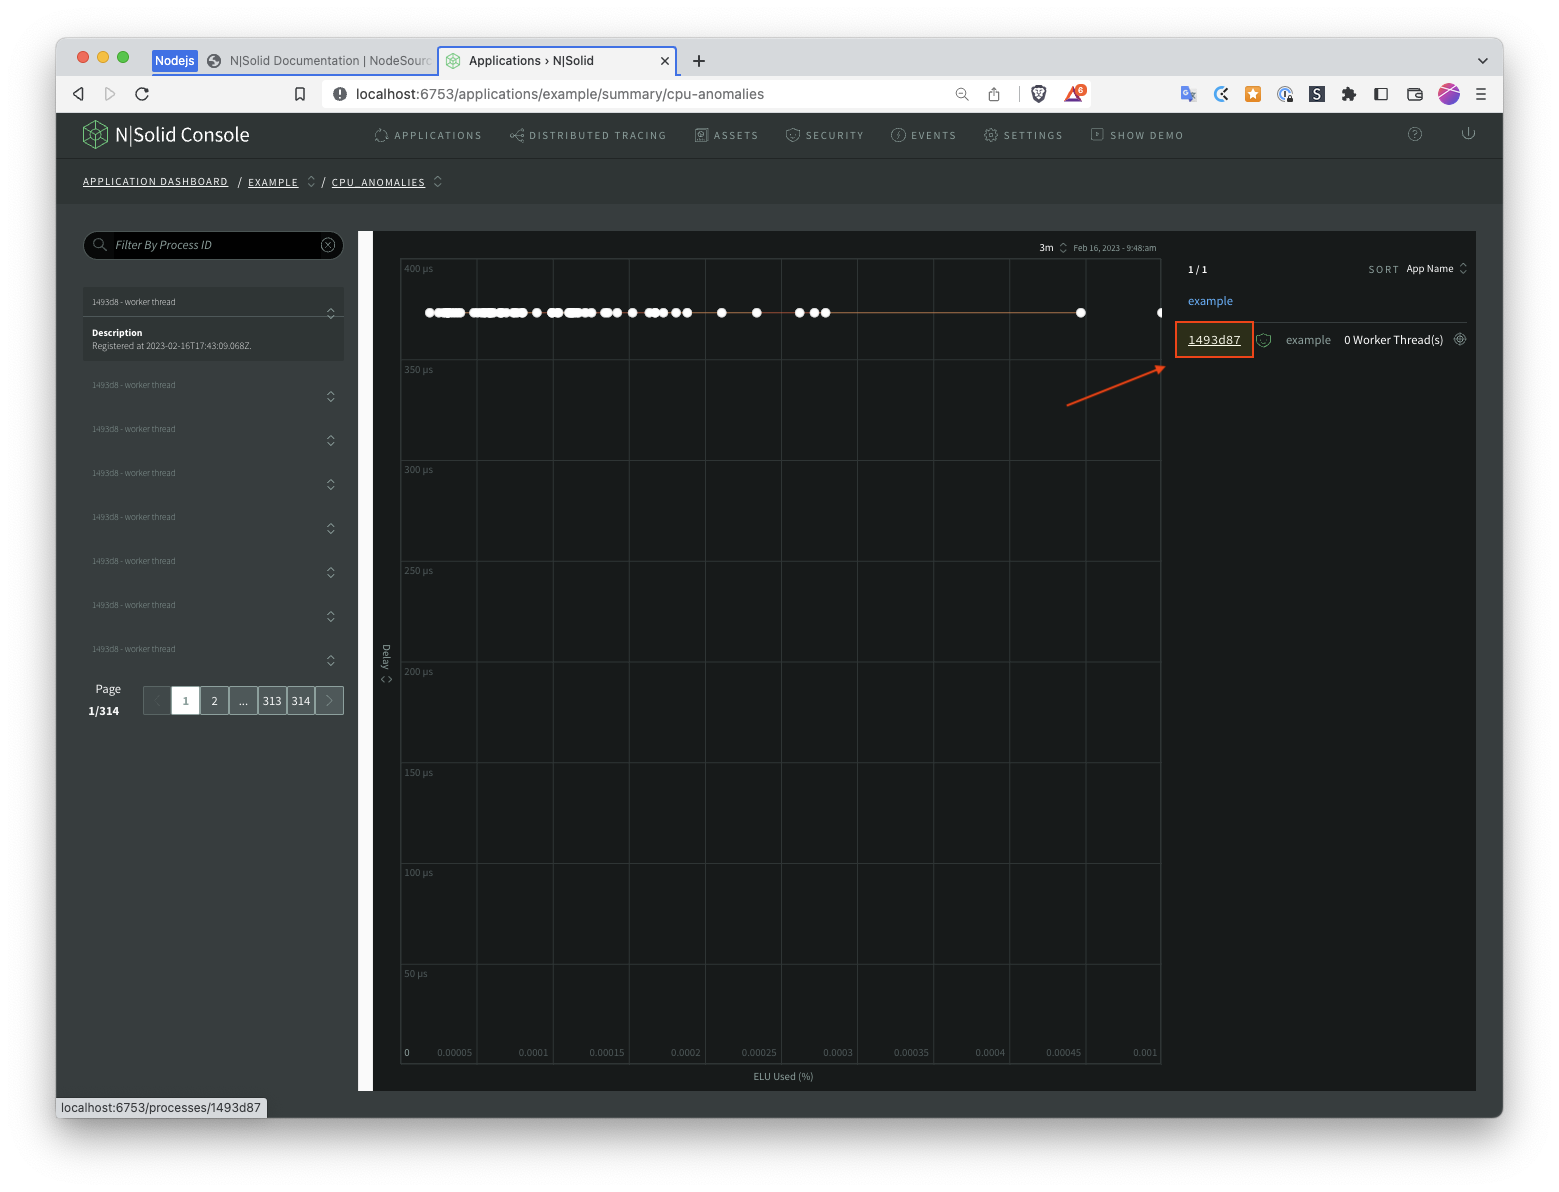 Nodejs
N|Solid Documentation | NodeSourc
Applications › N|Solid
localhost:6753/applications/example/summary/cpu-anomalies
6
N|Solid Console
APPLICATIONS
DISTRIBUTED TRACING
ASSETS
SECURITY
EVENTS
SETTINGS
SHOW DEMO
APPLICATION DASHBOARD / EXAMPLE / CPU_ANOMALIES
Filter By Process ID
1493d8 - worker thread
Description
Registered at 2023-02-16T17:43:09.068Z.
1493d8 - worker thread
1493d8 - worker thread
1493d8 - worker thread
1493d8 - worker thread
1493d8 - worker thread
1493d8 - worker thread
1493d8 - worker thread
Page
1/314
1 2 ... 313 314
3m Feb 16, 2023 - 9:48:am
400 µs
350 µs
300 µs
250 µs
200 µs
150 µs
100 µs
50 µs
Delay
0 0.00005 0.0001 0.00015 0.0002 0.00025 0.0003 0.00035 0.0004 0.00045 0.001
ELU Used (%)
1 / 1
SORT App Name
example
1493d87 example 0 Worker Thread(s)
localhost:6753/processes/1493d87